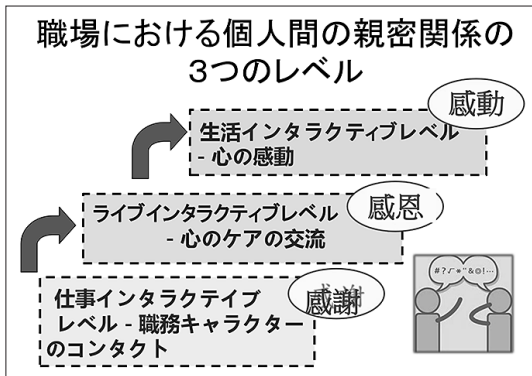 職場における個人間の親密関係の
3つのレベル
感動
生活インタラクティブレベル
- 心の感動
感恩
ライブインタラクティブレベル
- 心のケアの交流
感謝
仕事インタラクテイブ
レベル - 職務キャラクター
のコンタクト
#?√*"&@!…